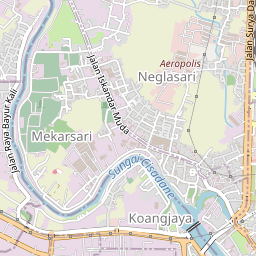 Jalan Surya Da
Aeropolis
Neglasari
Jalan Iskandar Muda
Mekarsari
Jalan Raya Bayur Kali
Sungai Cisadane
Koangjaya